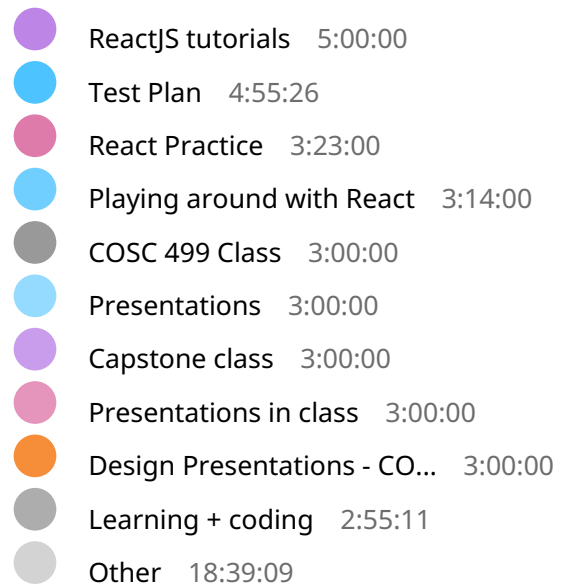 ReactJS tutorials 5:00:00
Test Plan 4:55:26
React Practice 3:23:00
Playing around with React 3:14:00
COSC 499 Class 3:00:00
Presentations 3:00:00
Capstone class 3:00:00
Presentations in class 3:00:00
Design Presentations - CO... 3:00:00
Learning + coding 2:55:11
Other 18:39:09